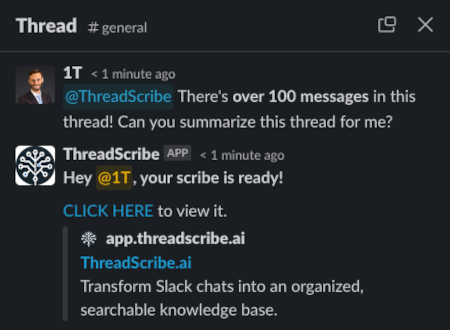 Thread # general
1T < 1 minute ago
@ThreadScribe There's over 100 messages in this
thread! Can you summarize this thread for me?
ThreadScribe APP < 1 minute ago
Hey @1T, your scribe is ready!
CLICK HERE to view it.
app.threadscribe.ai
ThreadScribe.ai
Transform Slack chats into an organized,
searchable knowledge base.